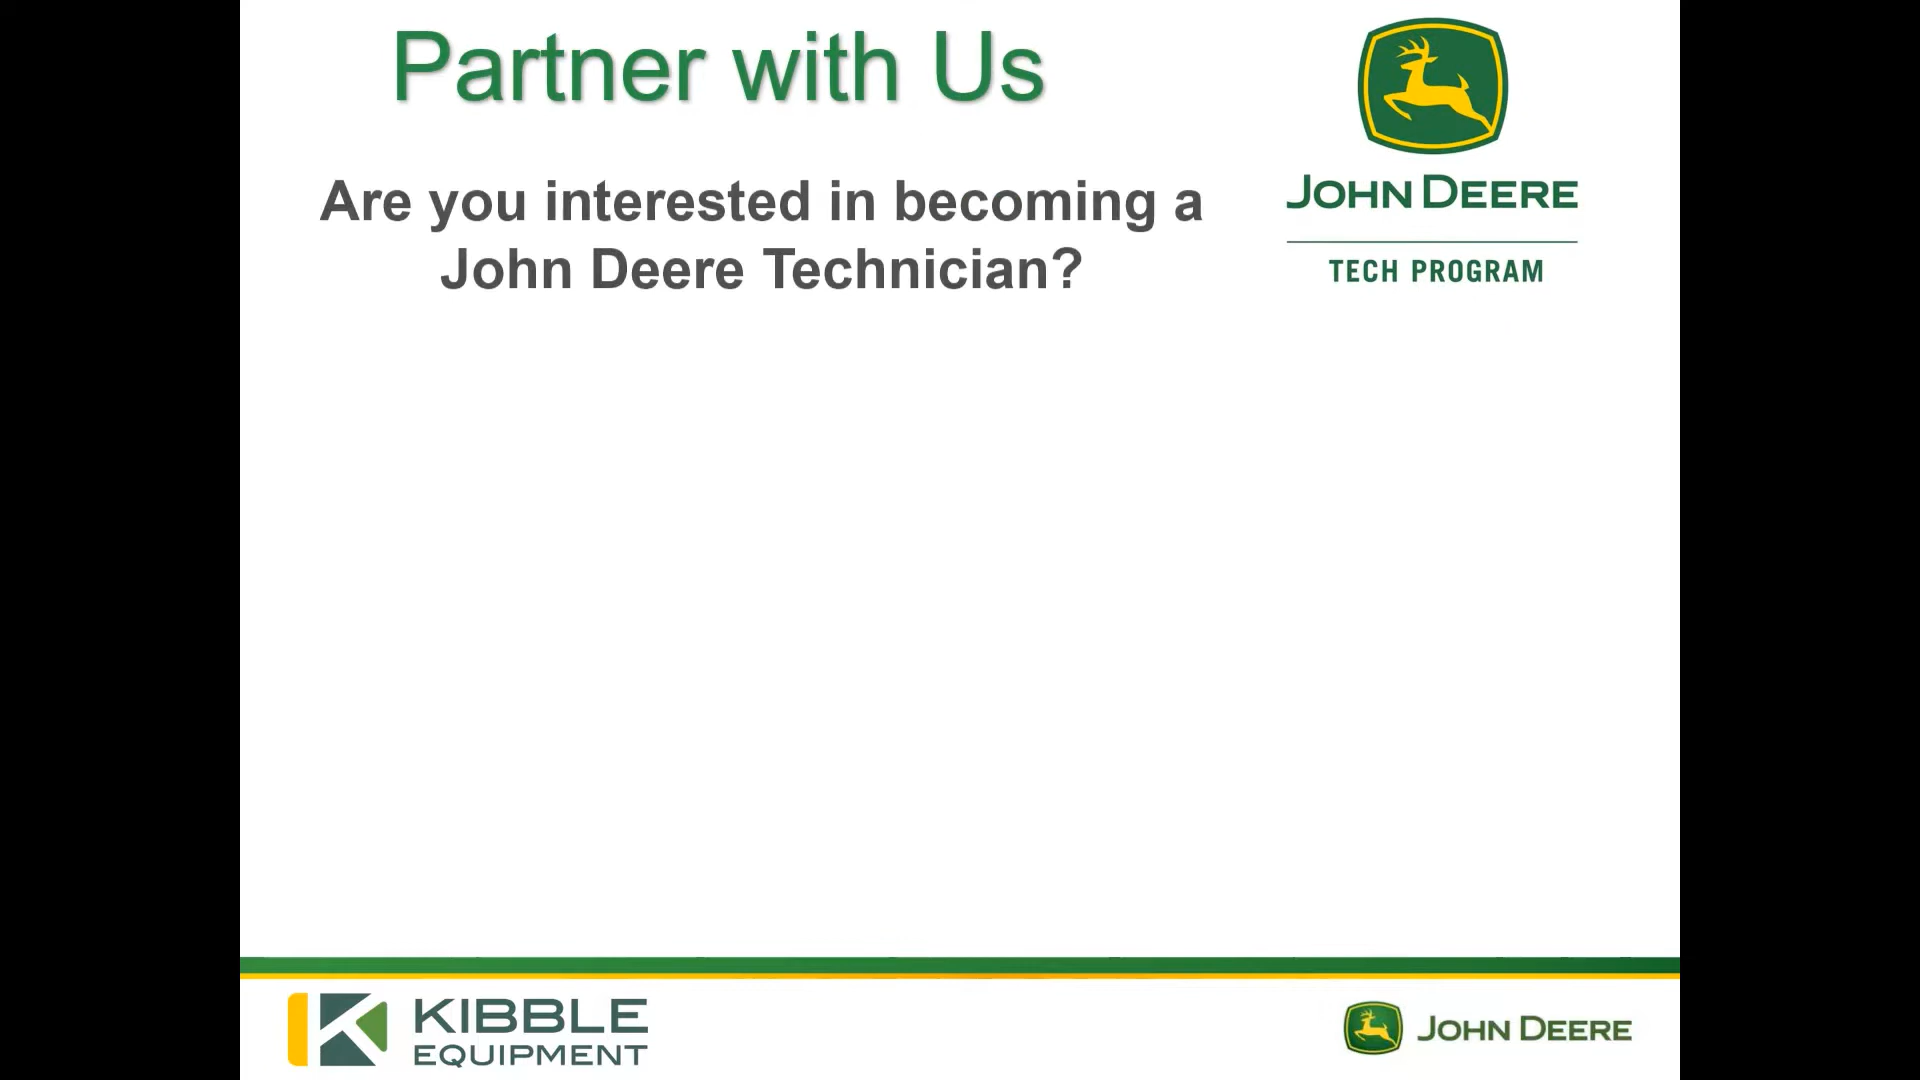 Partner with Us
Are you interested in becoming a
John Deere Technician?
JOHN DEERE
TECH PROGRAM
KIBBLE
EQUIPMENT
JOHN DEERE